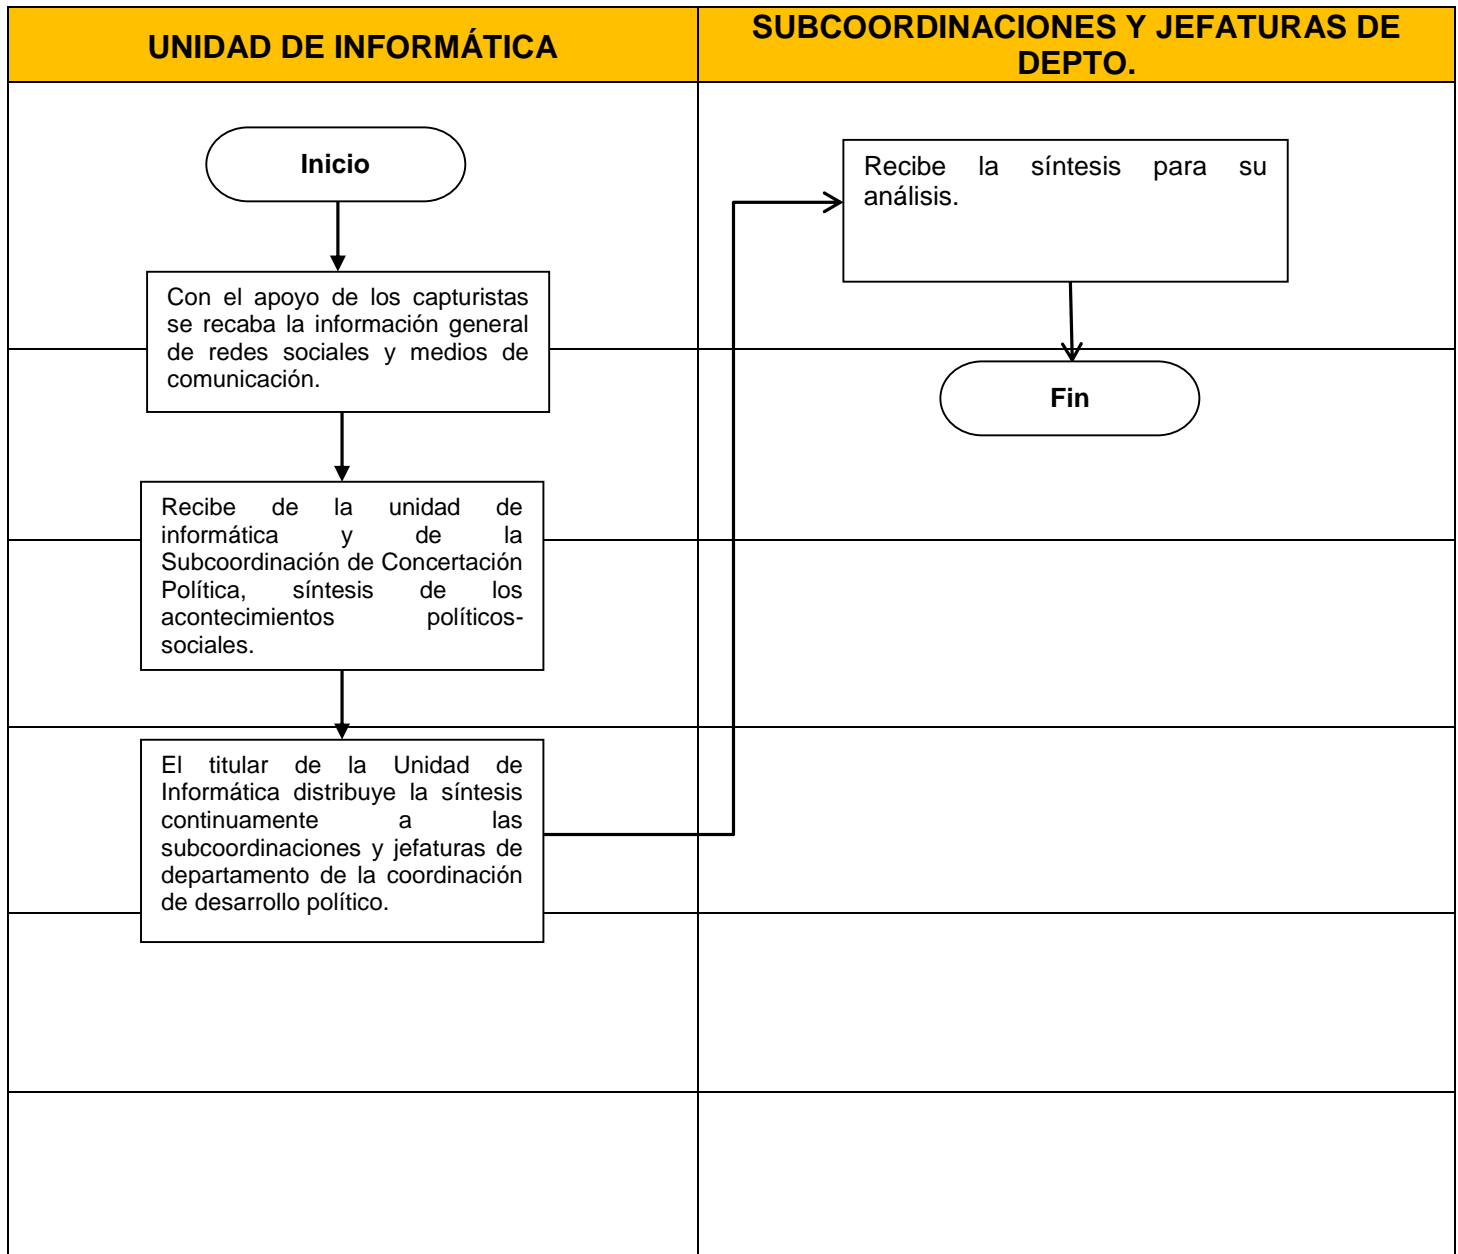 UNIDAD DE INFORMÁTICA
SUBCOORDINACIONES Y JEFATURAS DE
DEPTO.
Inicio
Con el apoyo de los capturistas
se recaba la información general
de redes sociales y medios de
comunicación.
Recibe de la unidad de
informática y de la
Subcoordinación de Concertación
Política, síntesis de los
acontecimientos políticos-
sociales.
El titular de la Unidad de
Informática distribuye la síntesis
continuamente a las
subcoordinaciones y jefaturas de
departamento de la coordinación
de desarrollo político.
Recibe la síntesis para su
análisis.
Fin